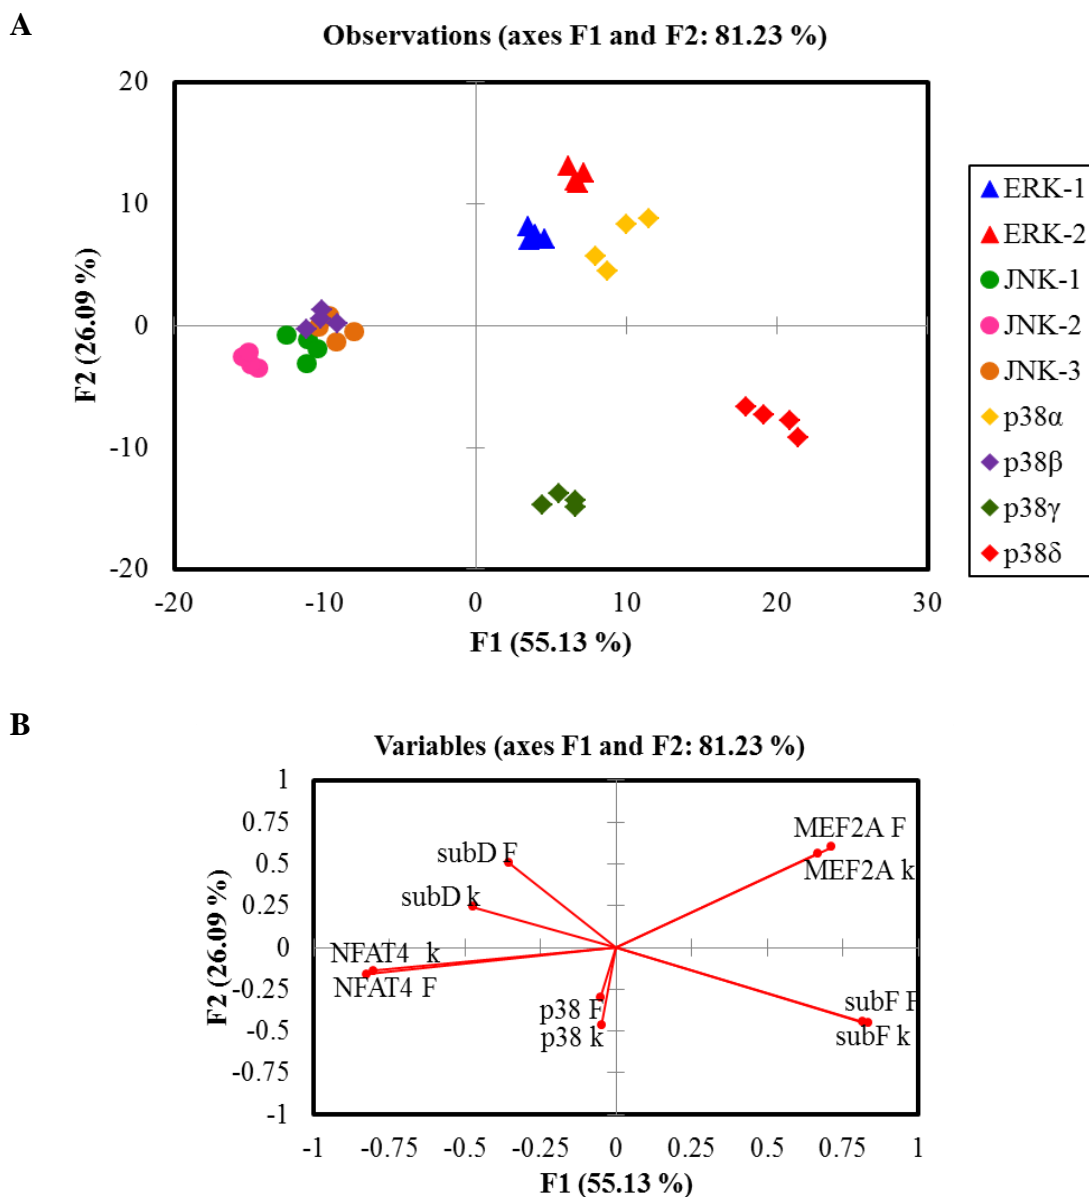 A
Observations (axes F1 and F2: 81.23 %)
20
10
0
-10
-20
F2 (26.09 %)
-20
-10
0
10
20
30
F1 (55.13 %)
ERK-1
ERK-2
JNK-1
JNK-2
JNK-3
p38α
p38β
p38γ
p38δ
B
Variables (axes F1 and F2: 81.23 %)
1
0.75
0.5
0.25
0
-0.25
-0.5
-0.75
-1
F2 (26.09 %)
MEF2A F
MEF2A k
subD F
subD k
NFAT4 k
NFAT4 F
p38 F
p38 k
subF F
subF k
-1
-0.75
-0.5
-0.25
0
0.25
0.5
0.75
1
F1 (55.13 %)